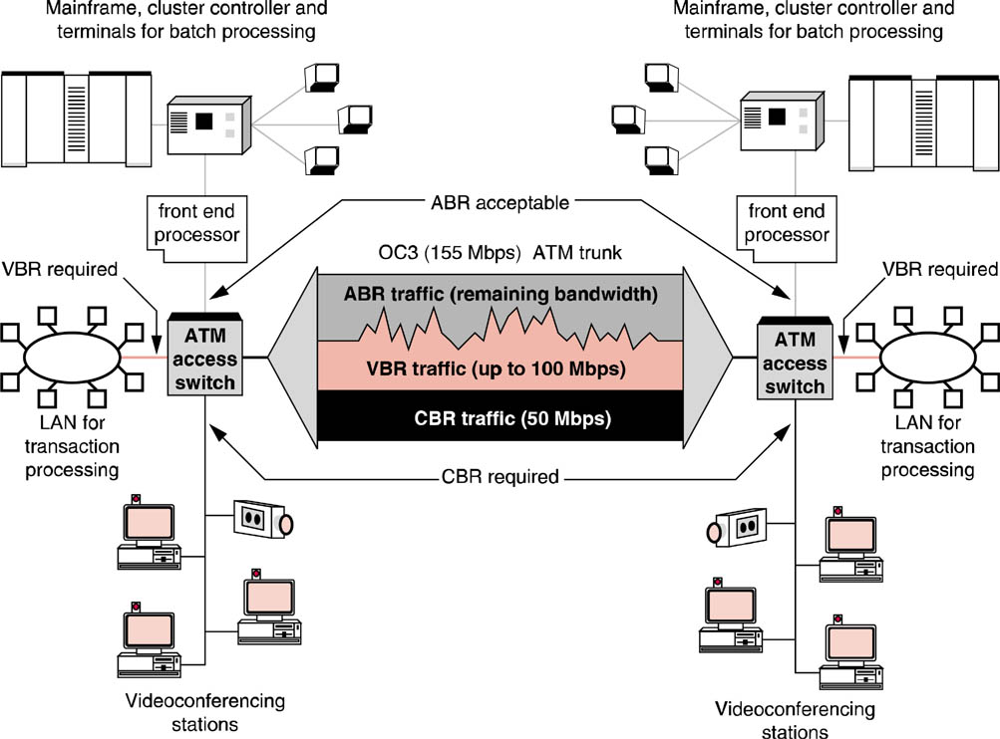 Mainframe, cluster controller and
terminals for batch processing
Mainframe, cluster controller and
terminals for batch processing
front end
processor
ABR acceptable
front end
processor
OC3 (155 Mbps) ATM trunk
VBR required
VBR required
ABR traffic (remaining bandwidth)
ATM
access
switch
VBR traffic (up to 100 Mbps)
ATM
access
switch
CBR traffic (50 Mbps)
LAN for
transaction
processing
LAN for
transaction
processing
CBR required
Videoconferencing
stations
Videoconferencing
stations